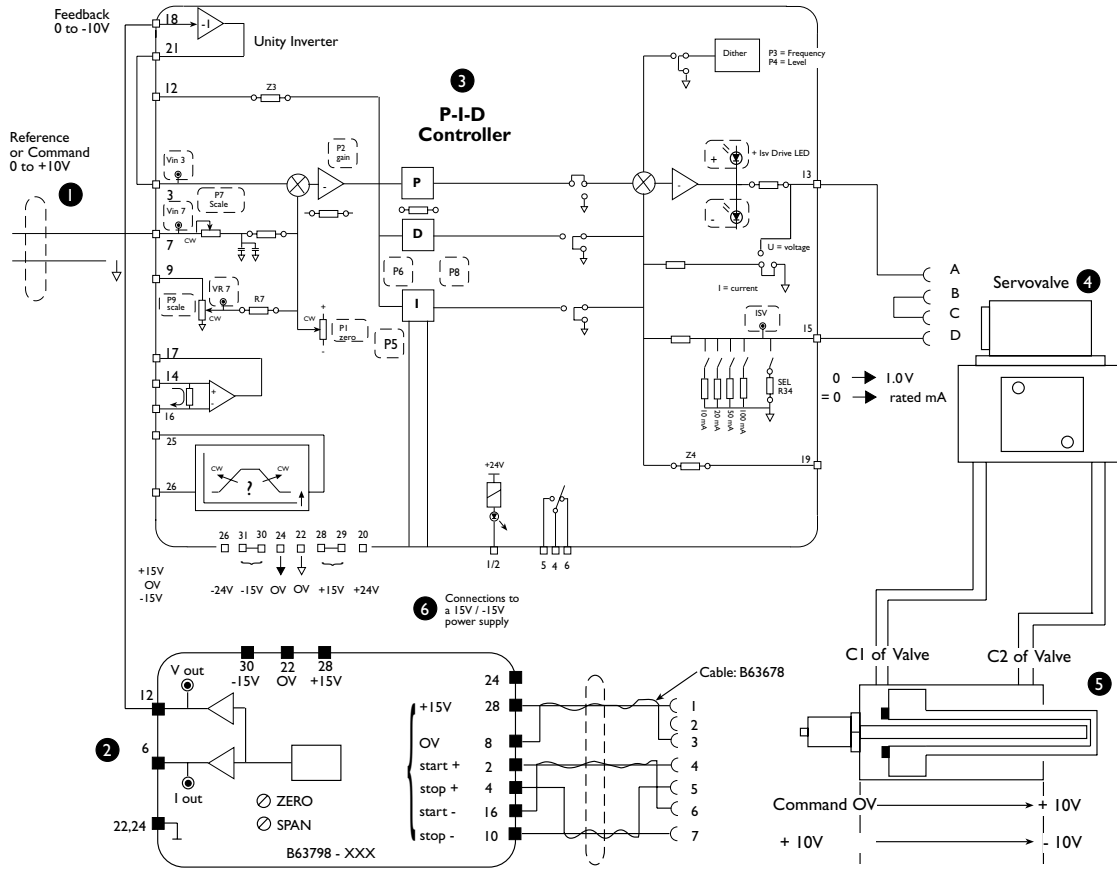 Feedback
0 to -10V
18
-1
21
Unity Inverter
Dither
P3 = Frequency
P4 = Level
12
Z3
3
P-I-D
Controller
Reference
or Command
0 to +10V
1
Vin 3
P2
gain
P
+ Isv Drive LED
+
-
-
-
13
3
Vin 7
P7
Scale
7
CW
D
U = voltage
A
9
P6
P8
I = current
Servovalve 4
B
P9
scale
VR 7
R7
CW
CW
I
C
+
P1
zero
-
P5
ISV
15
D
17
14
+
-
16
SEL
R34
10 mA
20 mA
50 mA
100 mA
0 1.0V
= 0 rated mA
25
CW
CW
?
26
Z4
19
+24V
26 31 30 24 22 28 29 20
1/2
5 4 6
+15V
OV
-15V
-24V -15V OV OV +15V +24V
6
Connections to
a 15V / -15V
power supply
C1 of Valve
C2 of Valve
5
30
-15V
22
OV
28
+15V
V out
12
24
Cable: B63678
+15V 28
1
2
OV 8
3
2
6
start + 2
4
stop + 4
5
I out
start - 16
6
ZERO
SPAN
stop - 10
7
22,24
B63798 - XXX
Command OV + 10V
+ 10V - 10V